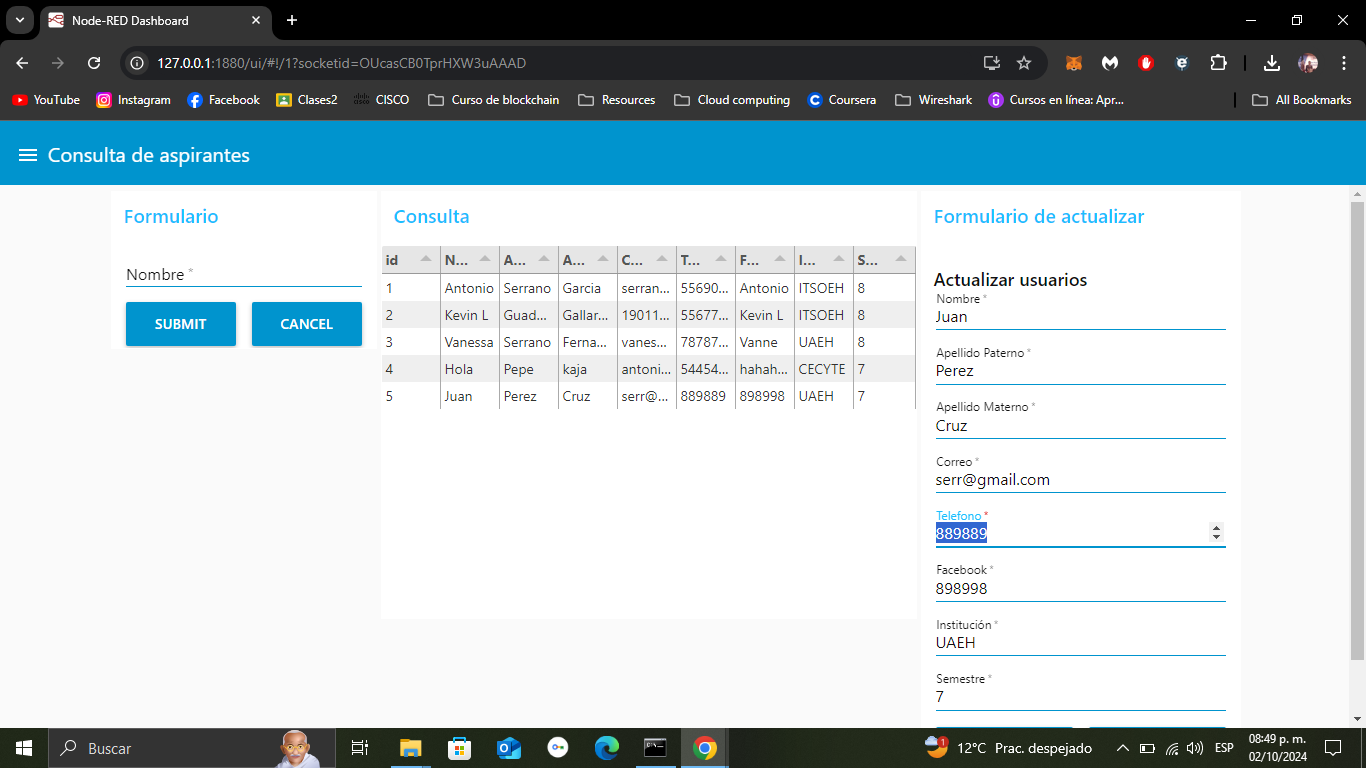 Node-RED Dashboard
127.0.0.1:1880/ui/#!/1?socketid=OUcasCB0TprHXW3uAAAD
YouTube Instagram Facebook Clases2 CISCO Curso de blockchain Resources Cloud computing Coursera Wireshark Cursos en línea: Apr... All Bookmarks
Consulta de aspirantes
Formulario
Nombre *
SUBMIT CANCEL
Consulta
id N... A... A... C... T... F... I... S...
1 Antonio Serrano Garcia serran... 55690... Antonio ITSOEH 8
2 Kevin L Guad... Gallar... 19011... 55677... Kevin L ITSOEH 8
3 Vanessa Serrano Ferna... vanes... 78787... Vanne UAEH 8
4 Hola Pepe kaja antoni... 54454... hahah... CECYTE 7
5 Juan Perez Cruz serr@... 889889 898998 UAEH 7
Formulario de actualizar
Actualizar usuarios
Nombre *
Juan
Apellido Paterno *
Perez
Apellido Materno *
Cruz
Correo *
serr@gmail.com
Telefono *
889889
Facebook *
898998
Institución *
UAEH
Semestre *
7
Buscar
1
12°C Prac. despejado
ESP
08:49 p. m.
02/10/2024